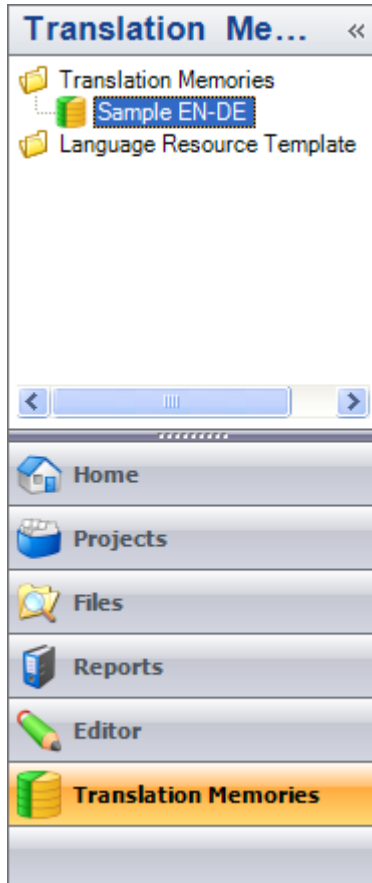 Translation Me... «
Translation Memories
Sample EN-DE
Language Resource Template
Home
Projects
Files
Reports
Editor
Translation Memories